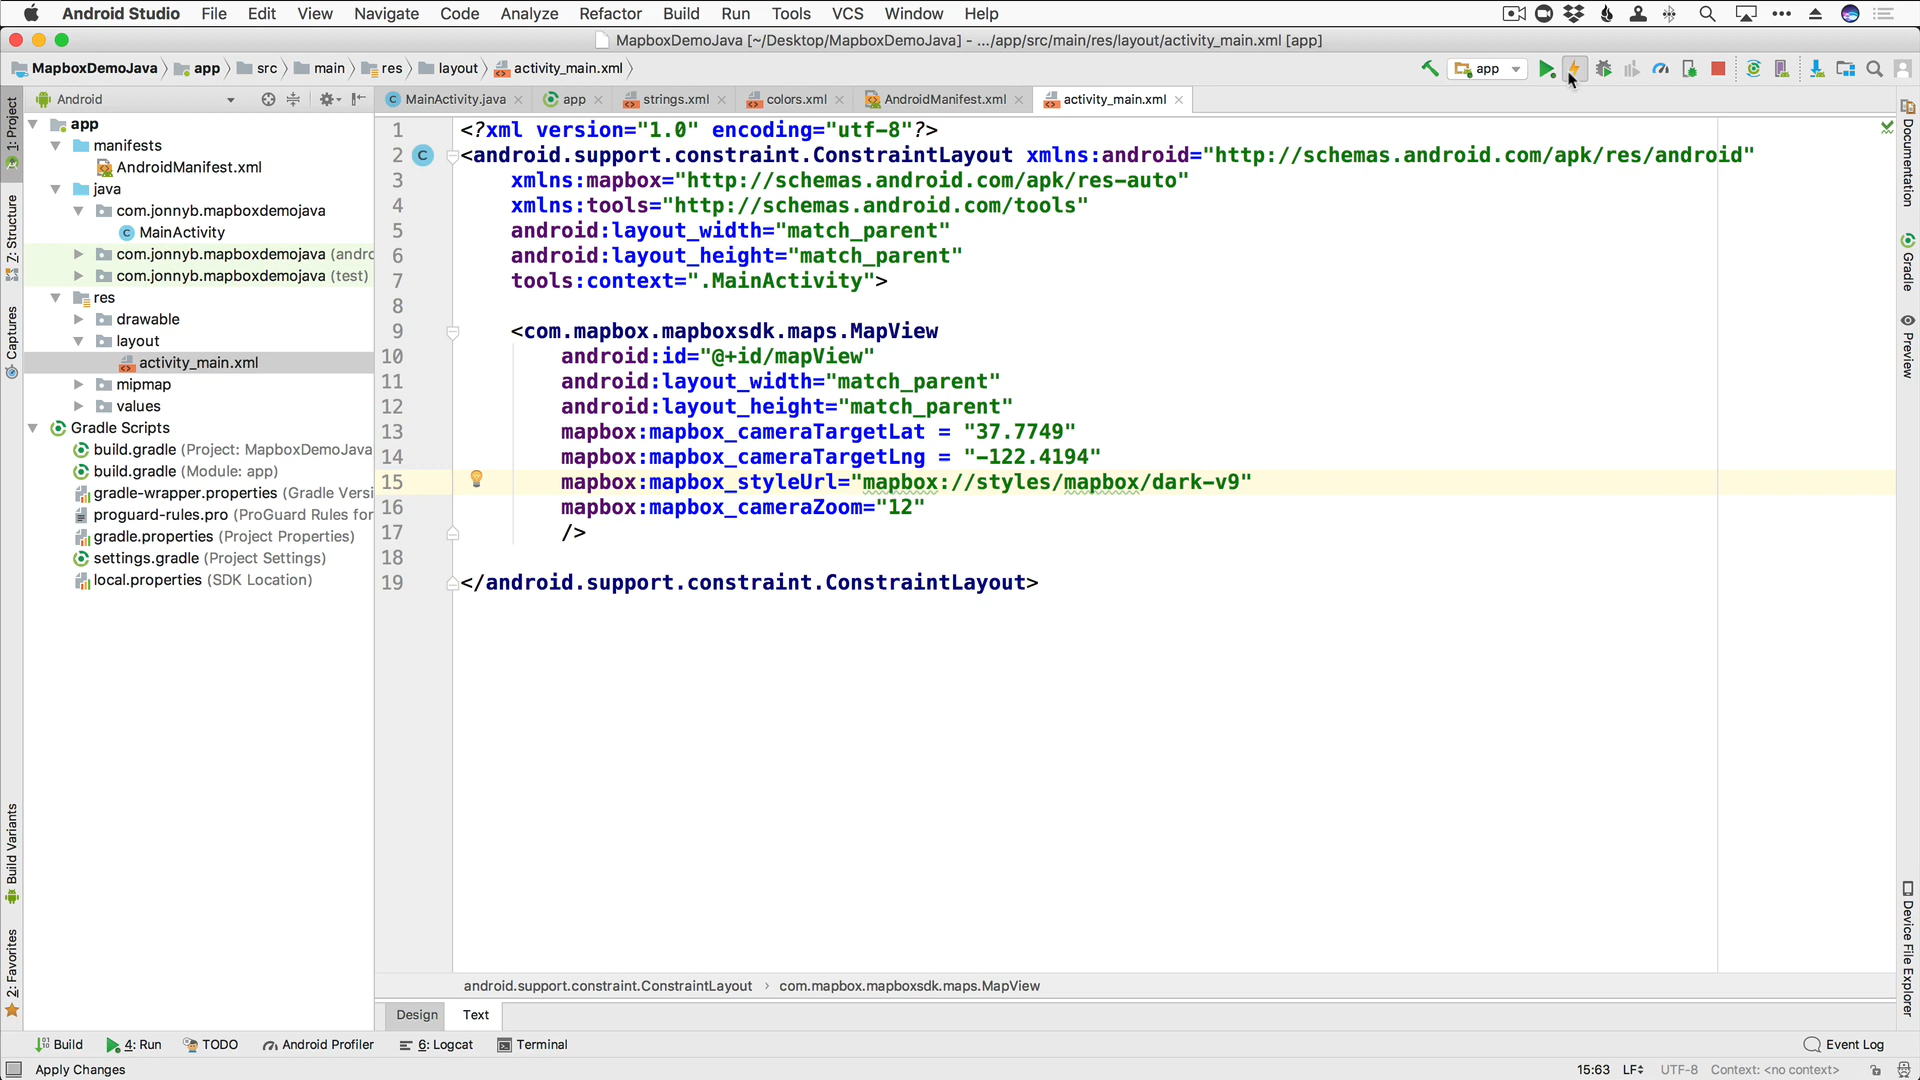 Android Studio File Edit View Navigate Code Analyze Refactor Build Run Tools VCS Window Help
MapboxDemoJava [~/Desktop/MapboxDemoJava] - .../app/src/main/res/layout/activity_main.xml [app]
MapboxDemoJava app src main res layout activity_main.xml app
Android MainActivity.java app strings.xml colors.xml AndroidManifest.xml activity_main.xml
1: Project
Z: Structure
Captures
Build Variants
2: Favorites
app
manifests
AndroidManifest.xml
java
com.jonnyb.mapboxdemojava
MainActivity
com.jonnyb.mapboxdemojava (andro
com.jonnyb.mapboxdemojava (test)
res
drawable
layout
activity_main.xml
mipmap
values
Gradle Scripts
build.gradle (Project: MapboxDemoJava
build.gradle (Module: app)
gradle-wrapper.properties (Gradle Versi
proguard-rules.pro (ProGuard Rules for
gradle.properties (Project Properties)
settings.gradle (Project Settings)
local.properties (SDK Location)
1 <?xml version="1.0" encoding="utf-8"?>
2 C <android.support.constraint.ConstraintLayout xmlns:android="http://schemas.android.com/apk/res/android"
3 xmlns:mapbox="http://schemas.android.com/apk/res-auto"
4 xmlns:tools="http://schemas.android.com/tools"
5 android:layout_width="match_parent"
6 android:layout_height="match_parent"
7 tools:context=".MainActivity">
8
9 <com.mapbox.mapboxsdk.maps.MapView
10 android:id="@+id/mapView"
11 android:layout_width="match_parent"
12 android:layout_height="match_parent"
13 mapbox:mapbox_cameraTargetLat = "37.7749"
14 mapbox:mapbox_cameraTargetLng = "-122.4194"
15 mapbox:mapbox_styleUrl="mapbox://styles/mapbox/dark-v9"
16 mapbox:mapbox_cameraZoom="12"
17 />
18
19 </android.support.constraint.ConstraintLayout>
Documentation
Gradle
Preview
Device File Explorer
android.support.constraint.ConstraintLayout › com.mapbox.mapboxsdk.maps.MapView
Design Text
Build 4: Run TODO Android Profiler 6: Logcat Terminal Event Log
Apply Changes 15:63 LF UTF-8 Context: <no context>